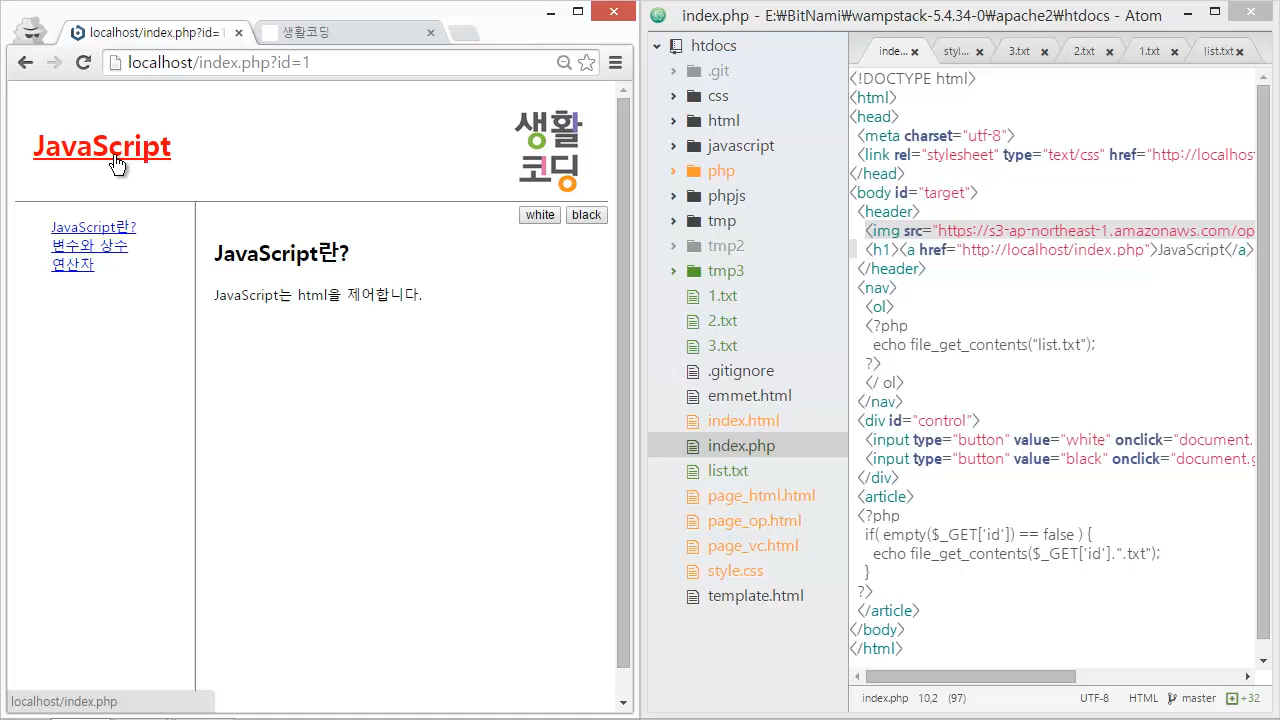 localhost/index.php?id=1
생활코딩
localhost/index.php?id=1
JavaScript
생활
코딩
white
black
JavaScript란?
변수와 상수
연산자
JavaScript란?
JavaScript는 html을 제어합니다.
localhost/index.php
index.php - E:₩BitNami₩wampstack-5.4.34-0₩apache2₩htdocs - Atom
htdocs
.git
css
html
javascript
php
phpjs
tmp
tmp2
tmp3
1.txt
2.txt
3.txt
.gitignore
emmet.html
index.html
index.php
list.txt
page_html.html
page_op.html
page_vc.html
style.css
template.html
inde...
styl...
3.txt
2.txt
1.txt
list.txt
<!DOCTYPE html>
<html>
<head>
<meta charset="utf-8">
<link rel="stylesheet" type="text/css" href="http://localhos
</head>
<body id="target">
<header>
<img src="https://s3-ap-northeast-1.amazonaws.com/op
<h1><a href="http://localhost/index.php">JavaScript</a>
</header>
<nav>
<ol>
<?php
echo file_get_contents("list.txt");
?>
</ ol>
</nav>
<div id="control">
<input type="button" value="white" onclick="document.
<input type="button" value="black" onclick="document.g
</div>
<article>
<?php
if( empty($_GET['id']) == false ) {
echo file_get_contents($_GET['id'].".txt");
}
?>
</article>
</body>
</html>
index.php 10,2 (97)
UTF-8 HTML master +32